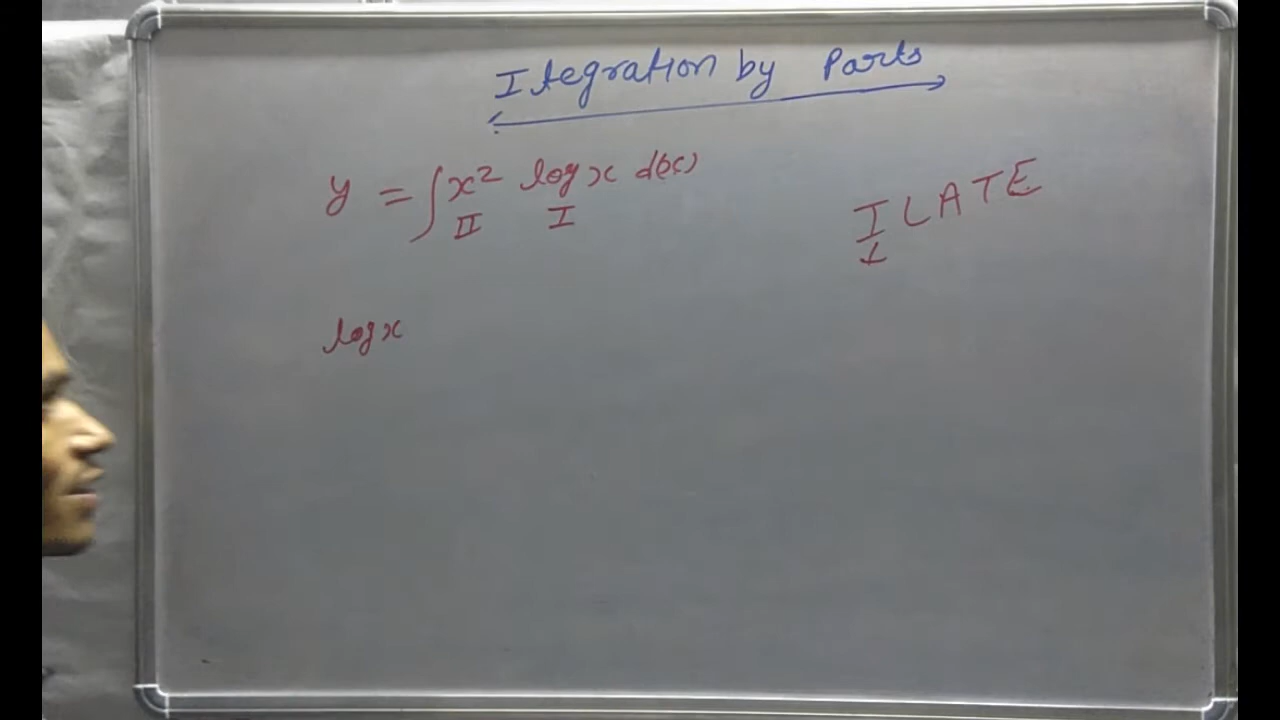 Itegration by Parts
y = ∫ x² log x d(x)
II I
ILATE
I
log x